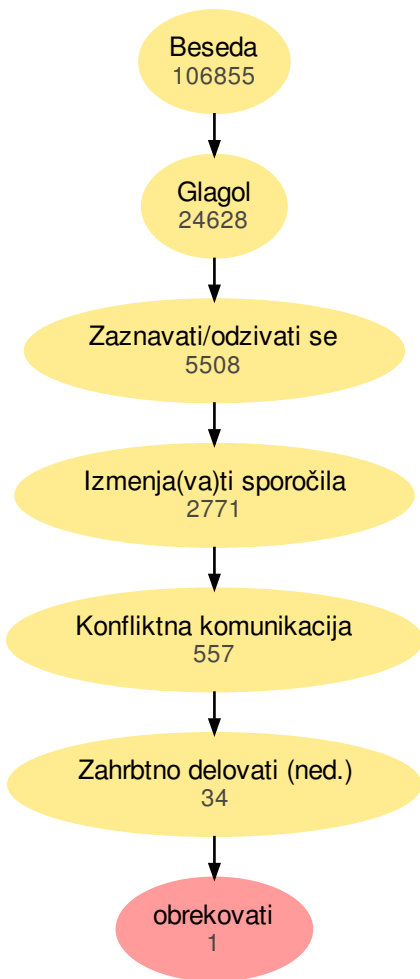 Beseda
106855
Glagol
24628
Zaznavati/odzivati se
5508
Izmenja(va)ti sporočila
2771
Konfliktna komunikacija
557
Zahrbtno delovati (ned.)
34
obrekovati
1